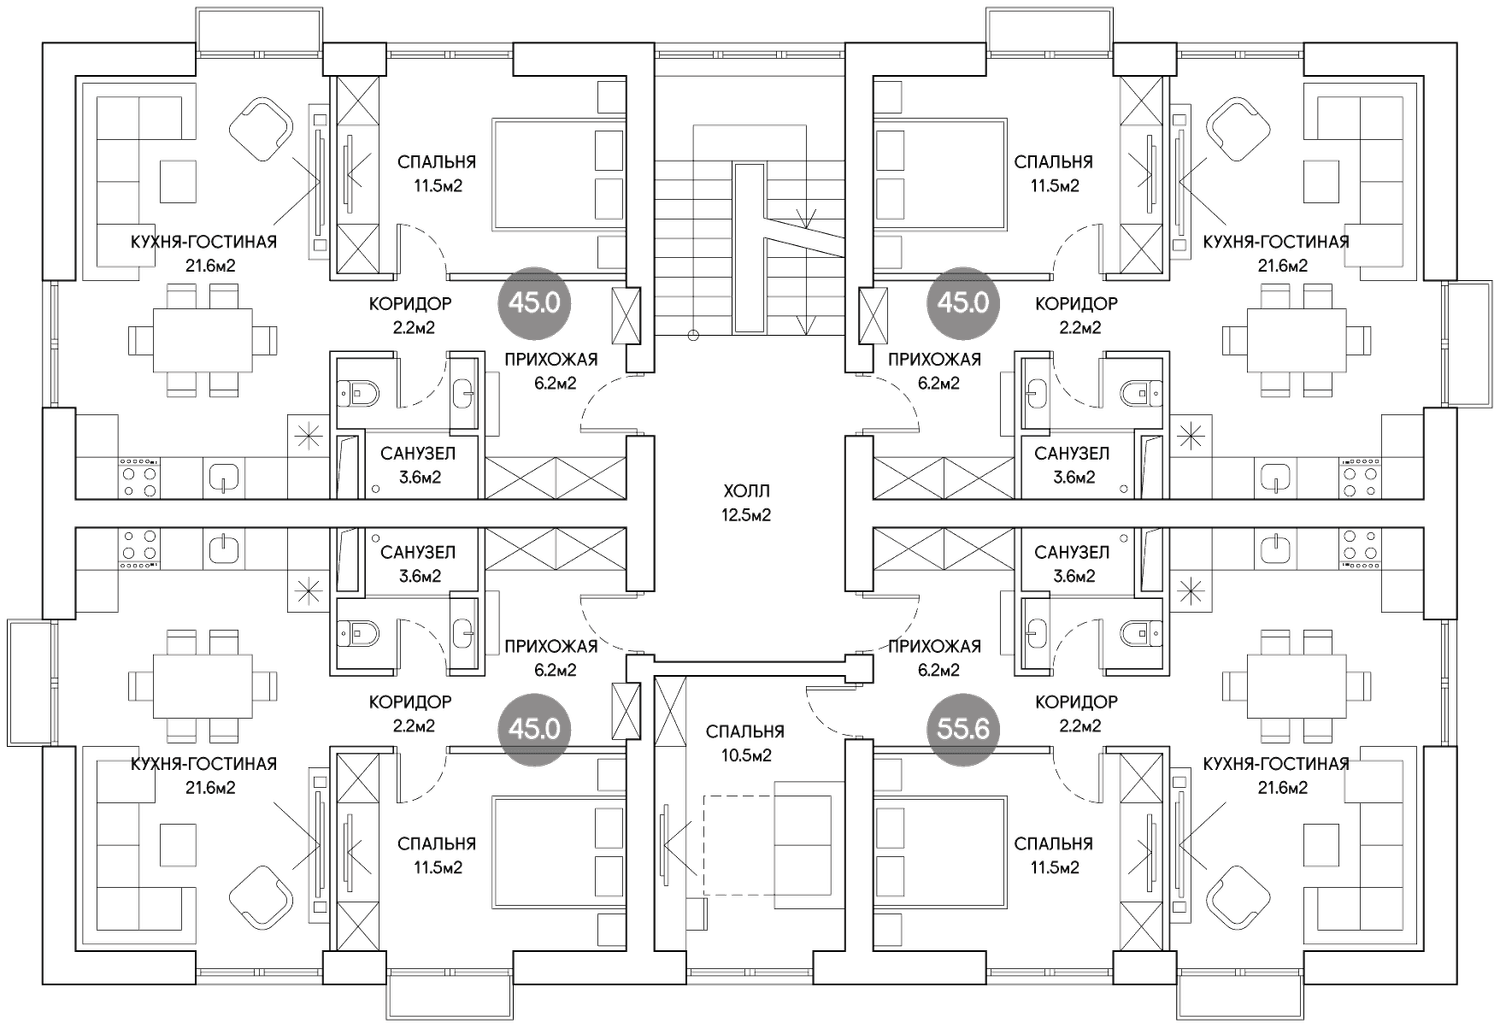 СПАЛЬНЯ
11.5м2
СПАЛЬНЯ
11.5м2
КУХНЯ-ГОСТИНАЯ
21.6м2
КУХНЯ-ГОСТИНАЯ
21.6м2
КОРИДОР
2.2м2
45.0
45.0
КОРИДОР
2.2м2
ПРИХОЖАЯ
6.2м2
ПРИХОЖАЯ
6.2м2
САНУЗЕЛ
3.6м2
САНУЗЕЛ
3.6м2
ХОЛЛ
12.5м2
САНУЗЕЛ
3.6м2
САНУЗЕЛ
3.6м2
ПРИХОЖАЯ
6.2м2
ПРИХОЖАЯ
6.2м2
КОРИДОР
2.2м2
45.0
СПАЛЬНЯ
10.5м2
55.6
КОРИДОР
2.2м2
КУХНЯ-ГОСТИНАЯ
21.6м2
КУХНЯ-ГОСТИНАЯ
21.6м2
СПАЛЬНЯ
11.5м2
СПАЛЬНЯ
11.5м2